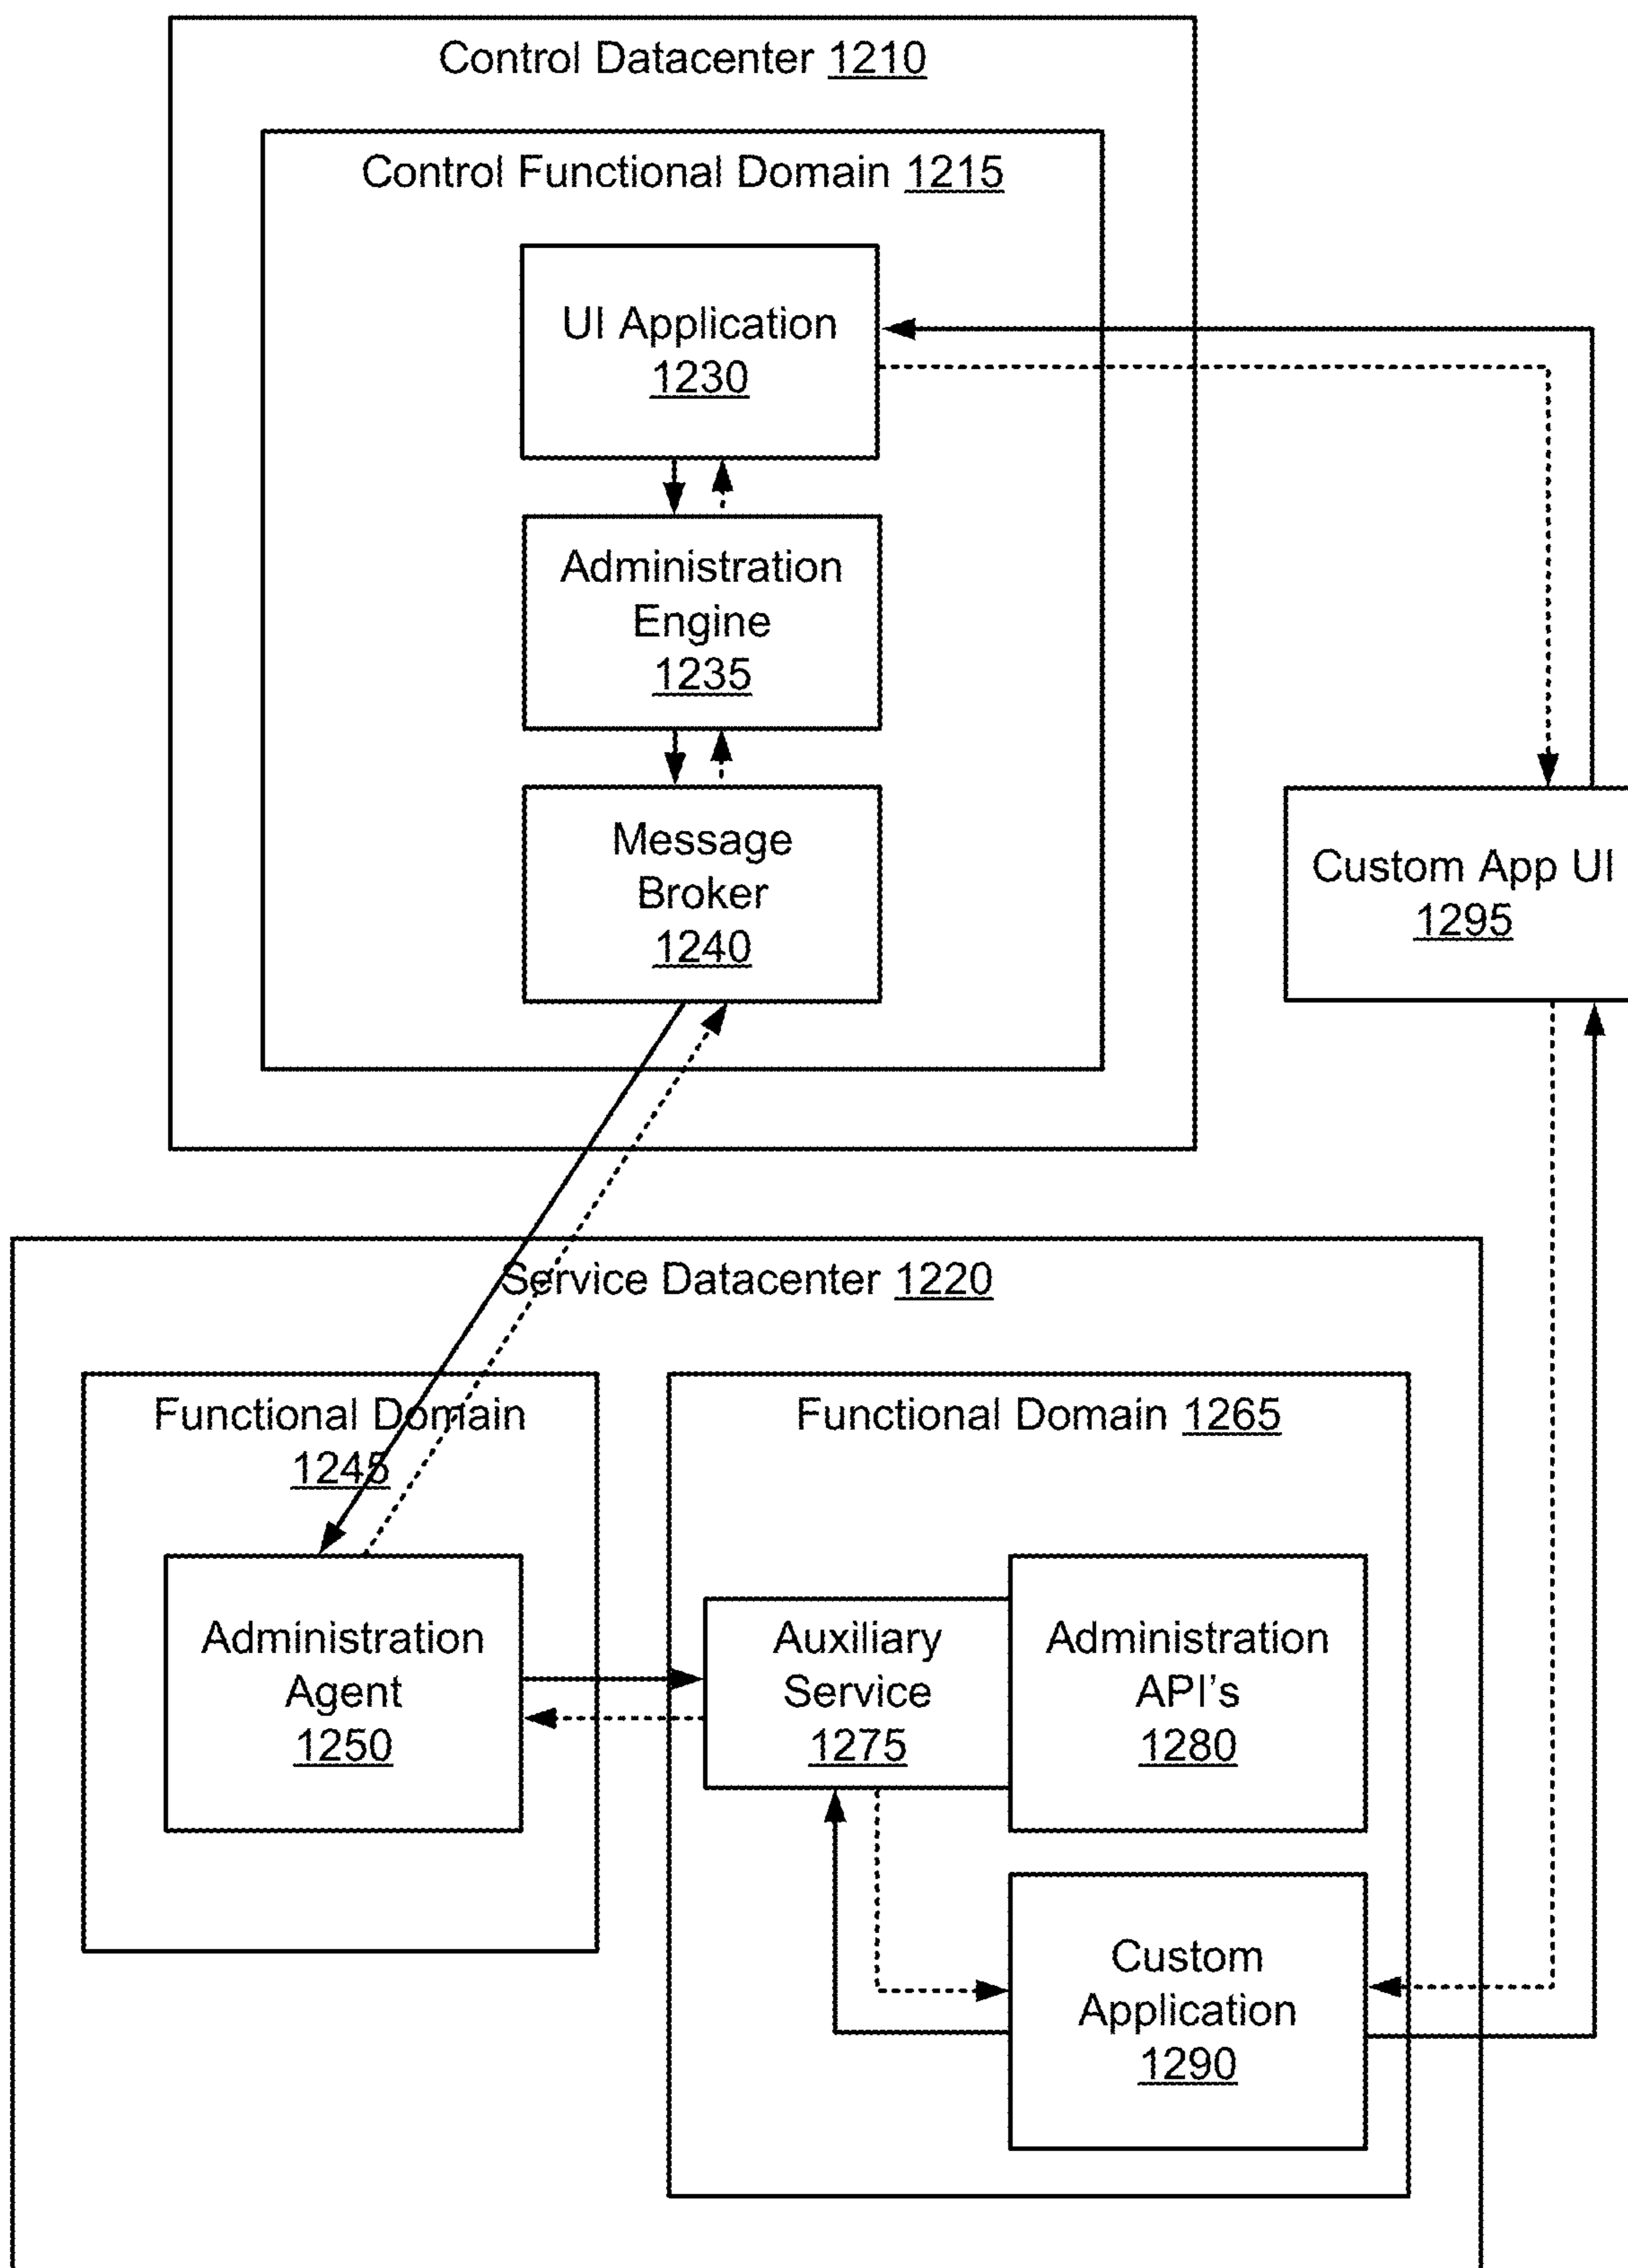 Control Datacenter 1210
Control Functional Domain 1215
UI Application
1230
Administration
Engine
1235
Message
Broker
1240
Custom App UI
1295
Service Datacenter 1220
Functional Domain
1245
Functional Domain 1265
Administration
Agent
1250
Auxiliary
Service
1275
Administration
API's
1280
Custom
Application
1290